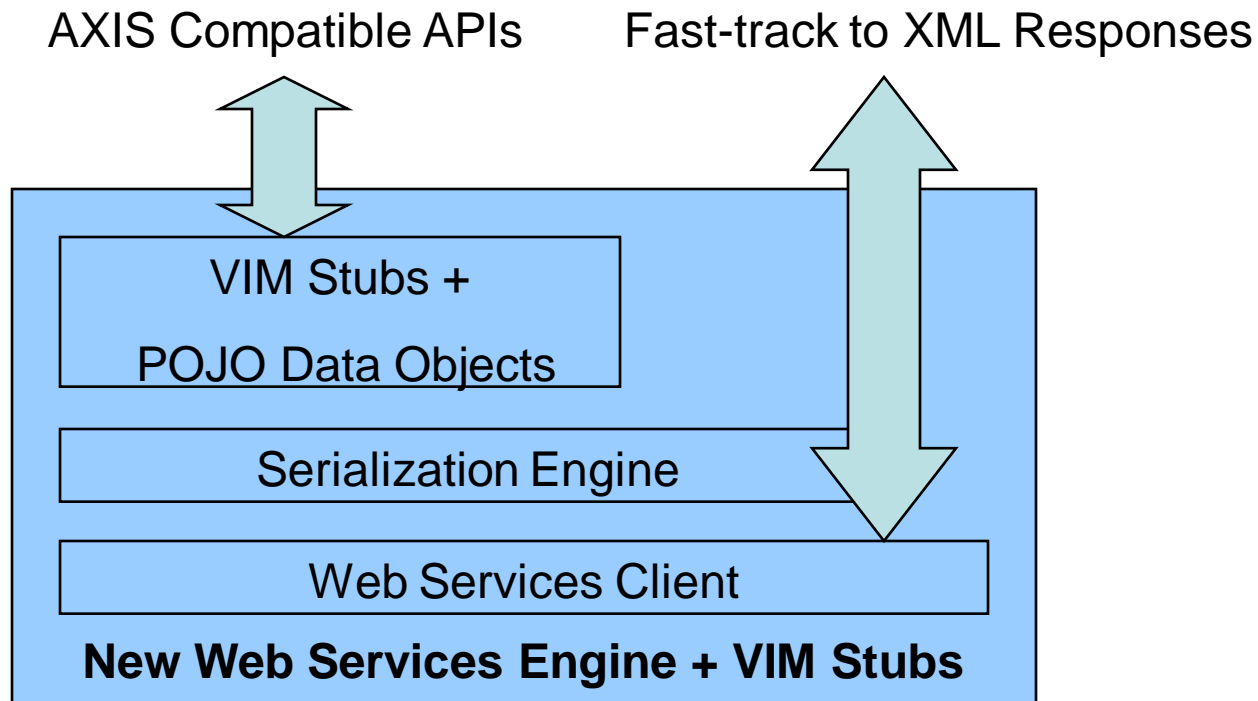 AXIS Compatible APIs
Fast-track to XML Responses
VIM Stubs +
POJO Data Objects
Serialization Engine
Web Services Client
New Web Services Engine + VIM Stubs